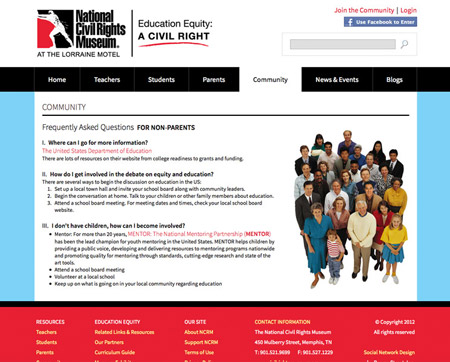 Join the Community | Login
Use Facebook to Enter
National
Civil Rights
Museum
AT THE LORRAINE MOTEL
Education Equity:
A CIVIL RIGHT
Home Teachers Students Parents Community News & Events Blogs
COMMUNITY
Frequently Asked Questions FOR NON-PARENTS
I. Where can I go for more information?
The United States Department of Education
There are lots of resources on their website from college readiness to grants and funding.
II. How do I get involved in the debate on equity and education?
There are several ways to begin the discussion on education in the US:
1. Set up a local town hall and invite your school board along with community leaders.
2. Begin the conversation at home. Talk to your children or other family members about education.
3. Attend a school board meeting. For meeting dates and times, check your local school board
website.
III. I don't have children, how can I become involved?
• Mentor: For more than 20 years, MENTOR: The National Mentoring Partnership (MENTOR)
has been the lead champion for youth mentoring in the United States. MENTOR helps children by
providing a public voice, developing and delivering resources to mentoring programs nationwide
and promoting quality for mentoring through standards, cutting-edge research and state of the
art tools.
• Attend a school board meeting
• Volunteer at a local school
• Keep up on what is going on in your local community regarding education
RESOURCES EDUCATION EQUITY OUR SITE CONTACT INFORMATION © Copyright 2012
Teachers Related Links & Resources About NCRM The National Civil Rights Museum All rights reserved
Students Our Partners Support NCRM 450 Mulberry Street, Memphis, TN
Parents Curriculum Guide Terms of Use T: 901.521.9699 F: 901.527.1229 Social Network Design